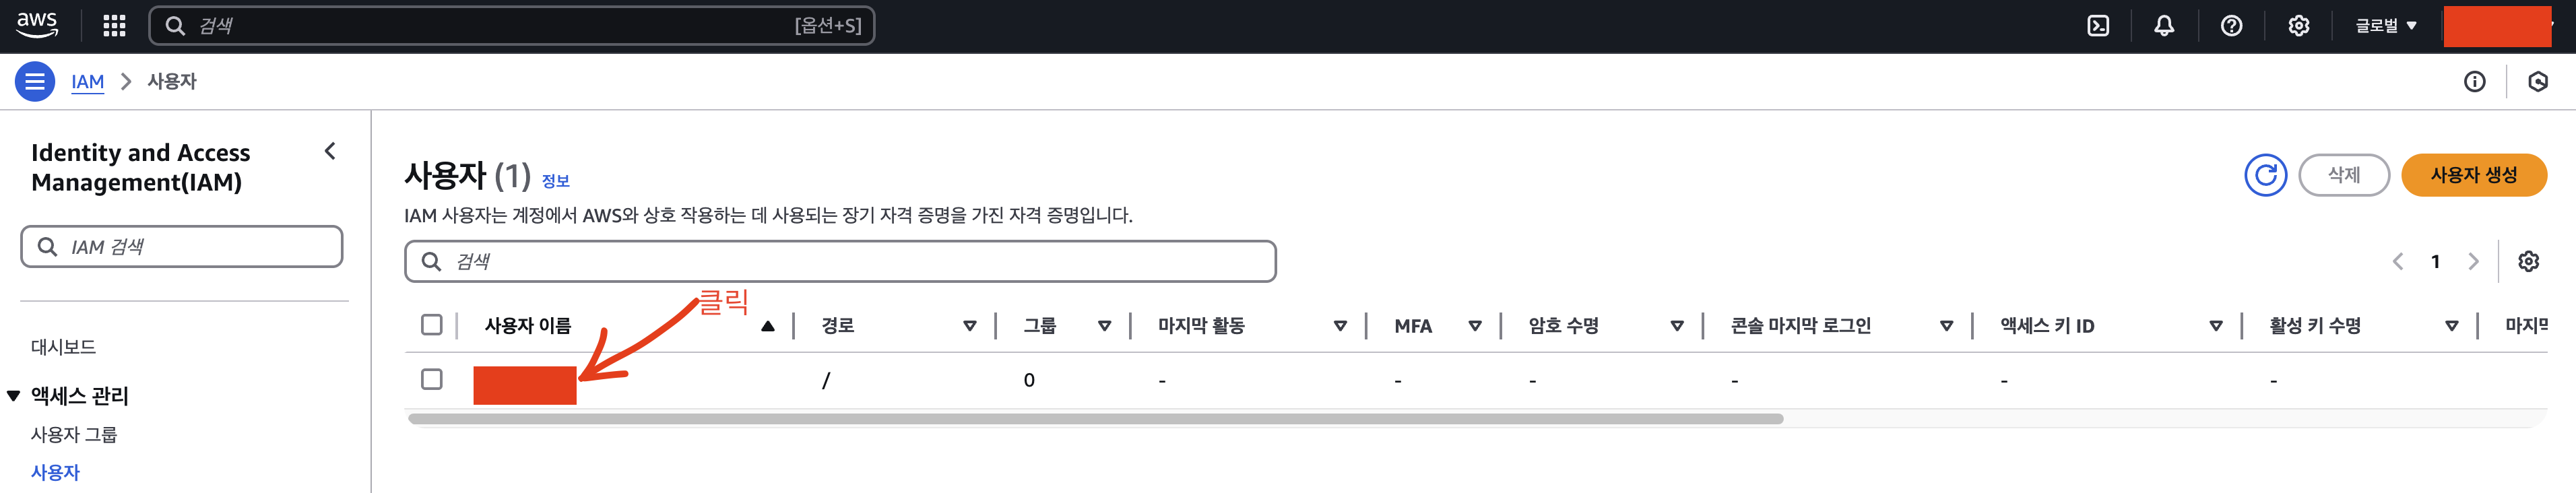 aws
검색 [옵션+S] 글로벌
IAM 사용자
Identity and Access
Management(IAM)
IAM 검색
대시보드
액세스 관리
사용자 그룹
사용자
사용자 (1) 정보
삭제 사용자 생성
IAM 사용자는 계정에서 AWS와 상호 작용하는 데 사용되는 장기 자격 증명을 가진 자격 증명입니다.
검색
1
클릭
사용자 이름 경로 그룹 마지막 활동 MFA 암호 수명 콘솔 마지막 로그인 액세스 키 ID 활성 키 수명
/ 0 - - - - - -